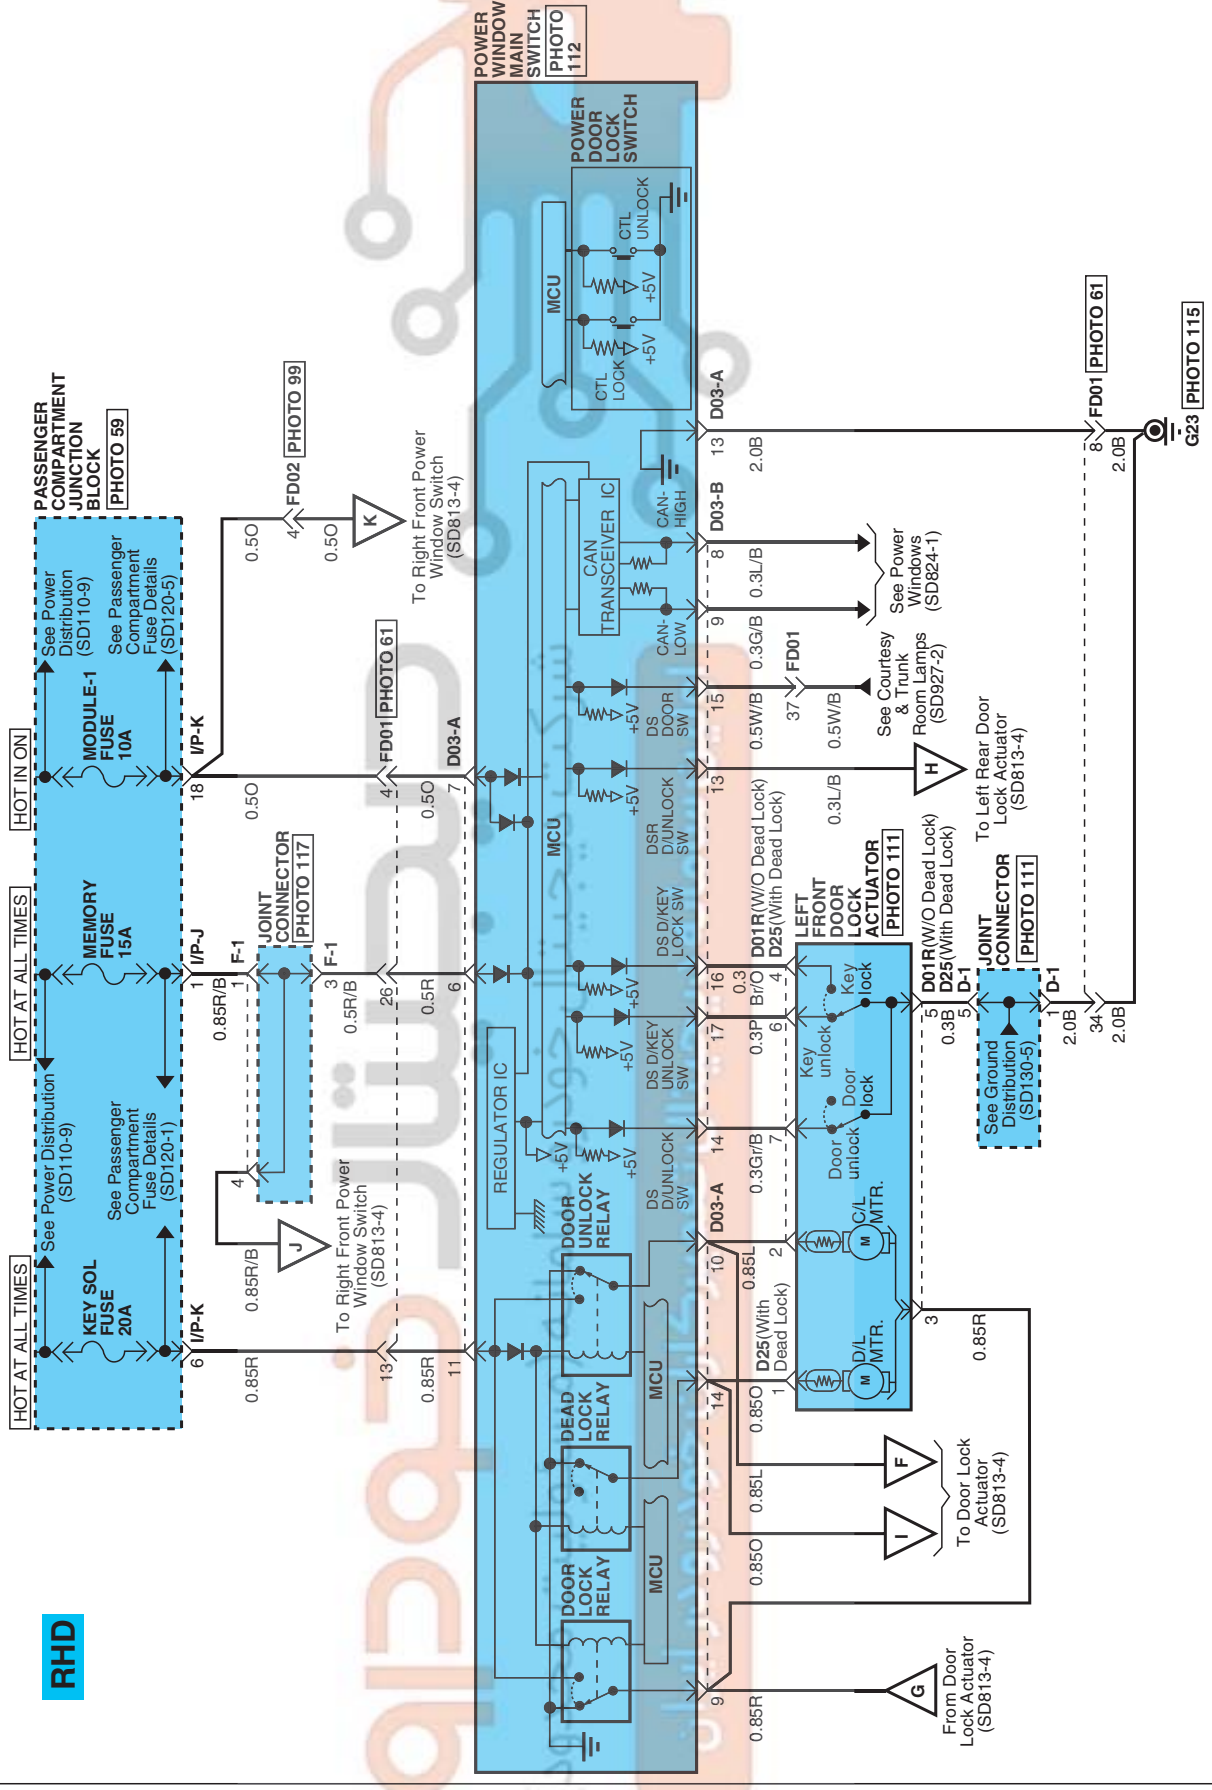 RHD
HOT AT ALL TIMES
HOT AT ALL TIMES
HOT IN ON
See Power Distribution
(SD110-9)
KEY SOL
FUSE
20A
See Passenger
Compartment
Fuse Details
(SD120-1)
MEMORY
FUSE
15A
See Power
Distribution
(SD110-9)
MODULE-1
FUSE
10A
See Passenger
Compartment
Fuse Details
(SD120-5)
PASSENGER
COMPARTMENT
JUNCTION
BLOCK
PHOTO 59
6 I/P-K
1 I/P-J
18 I/P-K
0.85R
0.85R/B
4
0.85R/B
F-1
1
JOINT
CONNECTOR
PHOTO 117
F-1
3
0.5O
0.5O
4 FD02 PHOTO 99
0.5O
J
To Right Front Power
Window Switch
(SD813-4)
K
To Right Front Power
Window Switch
(SD813-4)
0.5R/B
13
26
4 FD01 PHOTO 61
0.85R
0.5R
0.5O
11
6
7 D03-A
POWER
WINDOW
MAIN
SWITCH
PHOTO
112
REGULATOR IC
+5V
MCU
MCU
POWER
DOOR
LOCK
SWITCH
CTL
LOCK
+5V
+5V
CTL
UNLOCK
DOOR
LOCK
RELAY
DEAD
LOCK
RELAY
DOOR
UNLOCK
RELAY
MCU
MCU
CAN
TRANSCEIVER IC
+5V
+5V
+5V
+5V
+5V
DS
D/UNLOCK
SW
DS D/KEY
UNLOCK
SW
DS D/KEY
LOCK SW
DSR
D/UNLOCK
SW
DS
DOOR
SW
CAN-
LOW
CAN-
HIGH
9
14
10 D03-A
14
17
16
13
15
9
8 D03-B
13 D03-A
0.85R
0.85O
0.85L
0.85O
0.85L
0.3Gr/B
0.3P
0.3
Br/O
0.3L/B
0.5W/B
0.3G/B
0.3L/B
2.0B
D25(With
Dead Lock)
1
2
7
6
4
D01R(W/O Dead Lock)
D25(With Dead Lock)
37 FD01
0.5W/B
D/L
MTR.
C/L
MTR.
M
M
Door
unlock
Door
lock
Key
unlock
Key
lock
LEFT
FRONT
DOOR
LOCK
ACTUATOR
PHOTO 111
See Courtesy
& Trunk
Room Lamps
(SD927-2)
See Power
Windows
(SD824-1)
G
From Door
Lock Actuator
(SD813-4)
I
F
To Door Lock
Actuator
(SD813-4)
H
To Left Rear Door
Lock Actuator
(SD813-4)
3
0.85R
5
D01R(W/O Dead Lock)
D25(With Dead Lock)
0.3B
5
D-1
JOINT
CONNECTOR
PHOTO 111
See Ground
Distribution
(SD130-5)
1
D-1
2.0B
34
2.0B
8 FD01 PHOTO 61
2.0B
G23 PHOTO 115